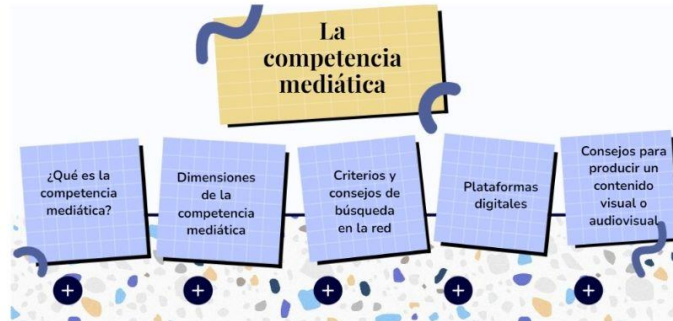 La
competencia
mediática
¿Qué es la
competencia
mediática?
Dimensiones
de la
competencia
mediática
Criterios y
consejos de
búsqueda
en la red
Plataformas
digitales
Consejos para
producir un
contenido
visual o
audiovisual
+
+
+
+
+